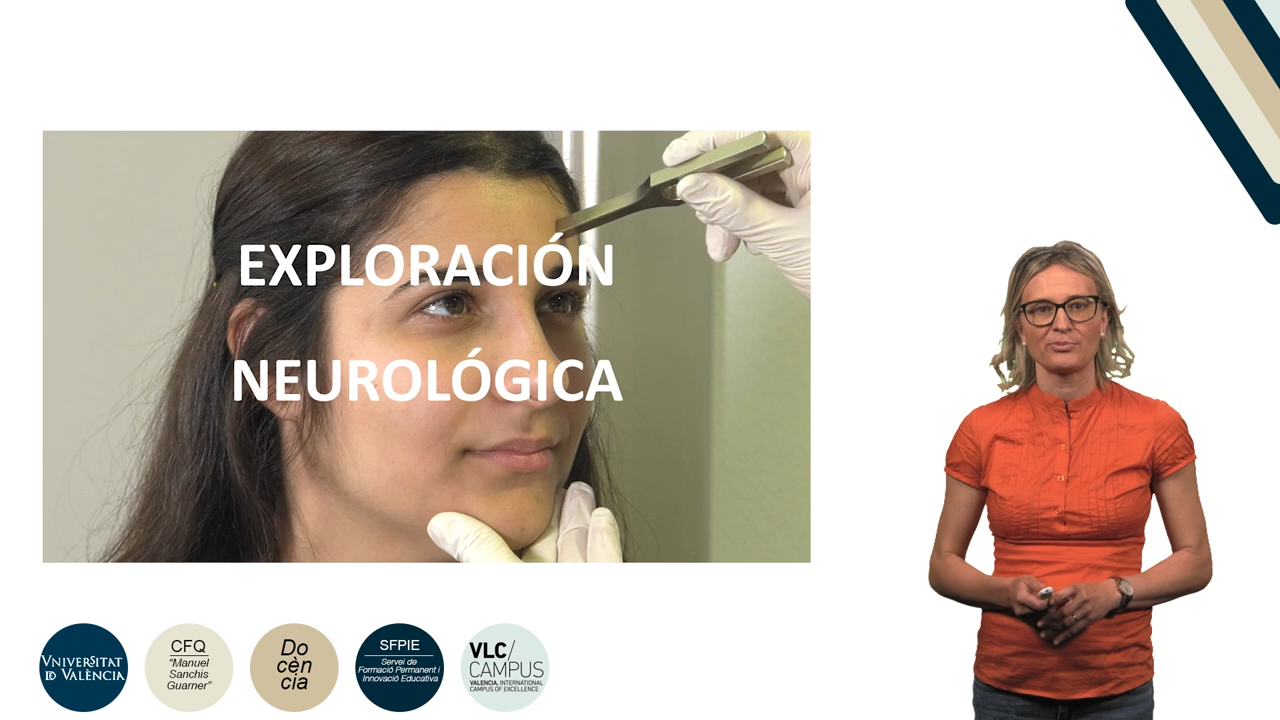 EXPLORACIÓN
NEUROLÓGICA
VNIVERSITAT
ID VALÈNCIA
CFQ
"Manuel
Sanchis
Guarner"
Do
cèn
cia
SFPIE
Servei de
Formació Permanent i
Innovació Educativa
VLC/
CAMPUS
VALENCIA, INTERNATIONAL
CAMPUS OF EXCELLENCE